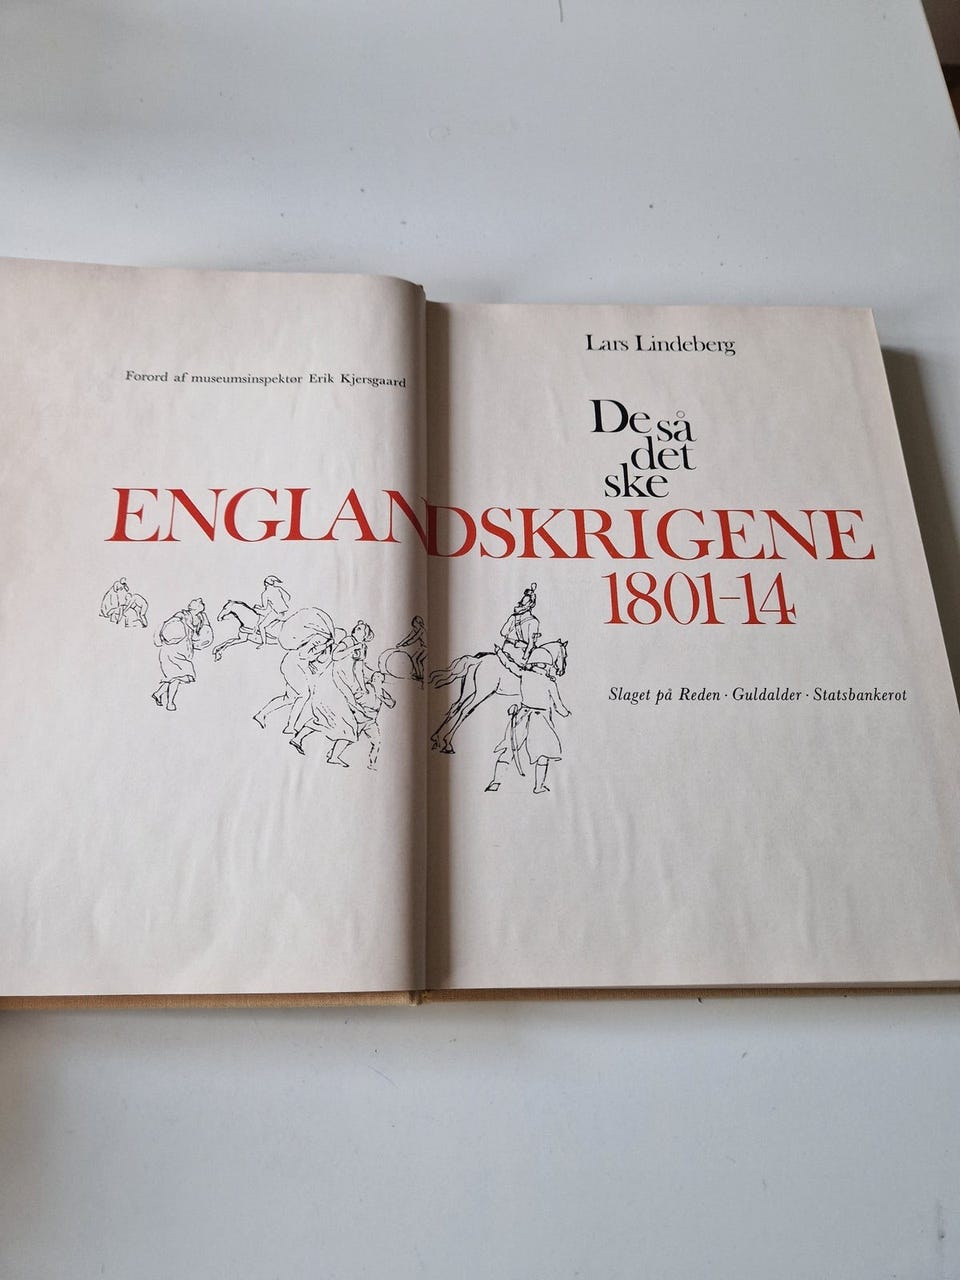 Forord af museumsinspektør Erik Kjersgaard
Lars Lindeberg
De så
det
ske
ENGLANDSKRIGENE
1801-14
Slaget på Reden · Guldalder · Statsbankerot